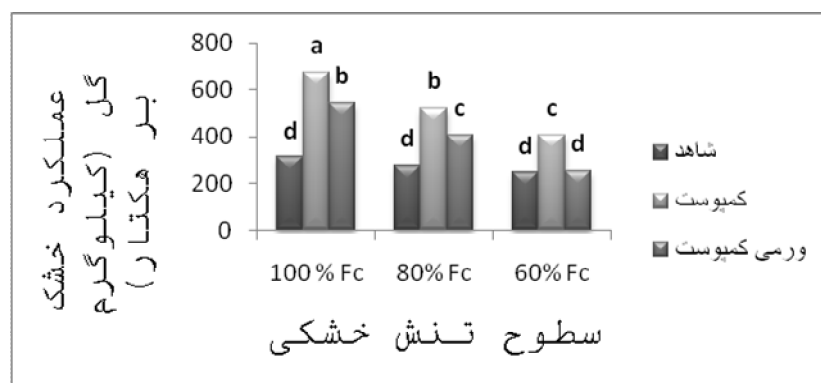 عملکرد خشک
گل (کیلوگرم
بر هکتار)
800
600
400
200
0
d
a
b
d
b
c
d
c
d
100 % Fc
80% Fc
60% Fc
خشکی تنش سطوح
شاهد
کمپوست
ورمی کمپوست